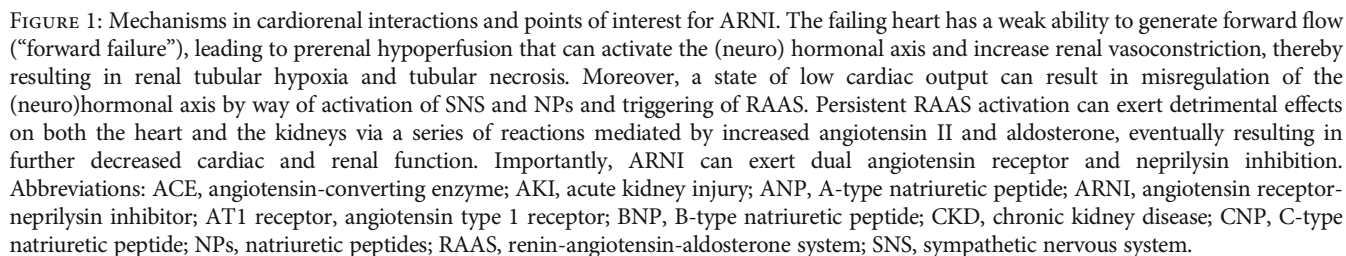 FIGURE 1: Mechanisms in cardiorenal interactions and points of interest for ARNI. The failing heart has a weak ability to generate forward flow
(“forward failure”), leading to prerenal hypoperfusion that can activate the (neuro) hormonal axis and increase renal vasoconstriction, thereby
resulting in renal tubular hypoxia and tubular necrosis. Moreover, a state of low cardiac output can result in misregulation of the
(neuro)hormonal axis by way of activation of SNS and NPs and triggering of RAAS. Persistent RAAS activation can exert detrimental effects
on both the heart and the kidneys via a series of reactions mediated by increased angiotensin II and aldosterone, eventually resulting in
further decreased cardiac and renal function. Importantly, ARNI can exert dual angiotensin receptor and neprilysin inhibition.
Abbreviations: ACE, angiotensin-converting enzyme; AKI, acute kidney injury; ANP, A-type natriuretic peptide; ARNI, angiotensin receptor-
neprilysin inhibitor; AT1 receptor, angiotensin type 1 receptor; BNP, B-type natriuretic peptide; CKD, chronic kidney disease; CNP, C-type
natriuretic peptide; NPs, natriuretic peptides; RAAS, renin-angiotensin-aldosterone system; SNS, sympathetic nervous system.